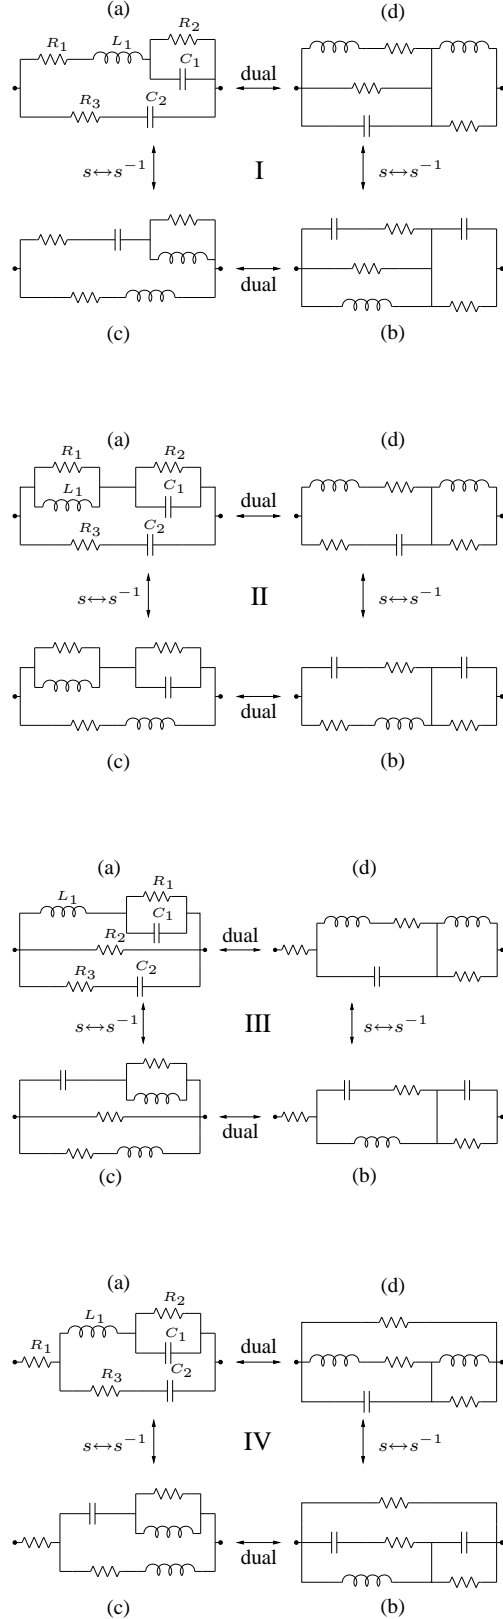 (a) (d)
R₁ L₁ R₂
C₁
dual
R₃ C₂
s↔s⁻¹ I s↔s⁻¹
dual
(c) (b)
(a) (d)
R₁ R₂
L₁ C₁
dual
R₃ C₂
s↔s⁻¹ II s↔s⁻¹
dual
(c) (b)
(a) (d)
L₁ R₁
C₁
R₂ dual
R₃ C₂
s↔s⁻¹ III s↔s⁻¹
dual
(c) (b)
(a) (d)
L₁ R₂
R₁ C₁ dual
R₃ C₂
s↔s⁻¹ IV s↔s⁻¹
dual
(c) (b)